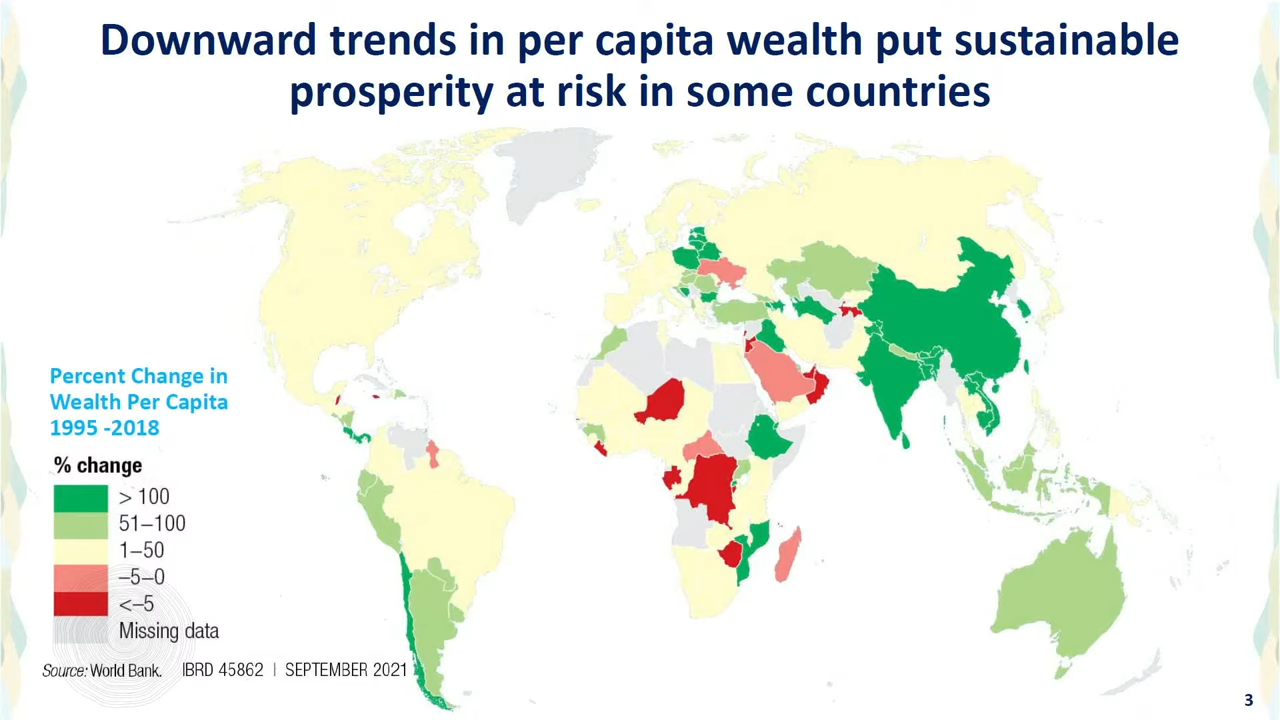 Downward trends in per capita wealth put sustainable
prosperity at risk in some countries
Percent Change in
Wealth Per Capita
1995 -2018
% change
> 100
51–100
1–50
–5–0
<–5
Missing data
Source: World Bank. IBRD 45862 | SEPTEMBER 2021
3